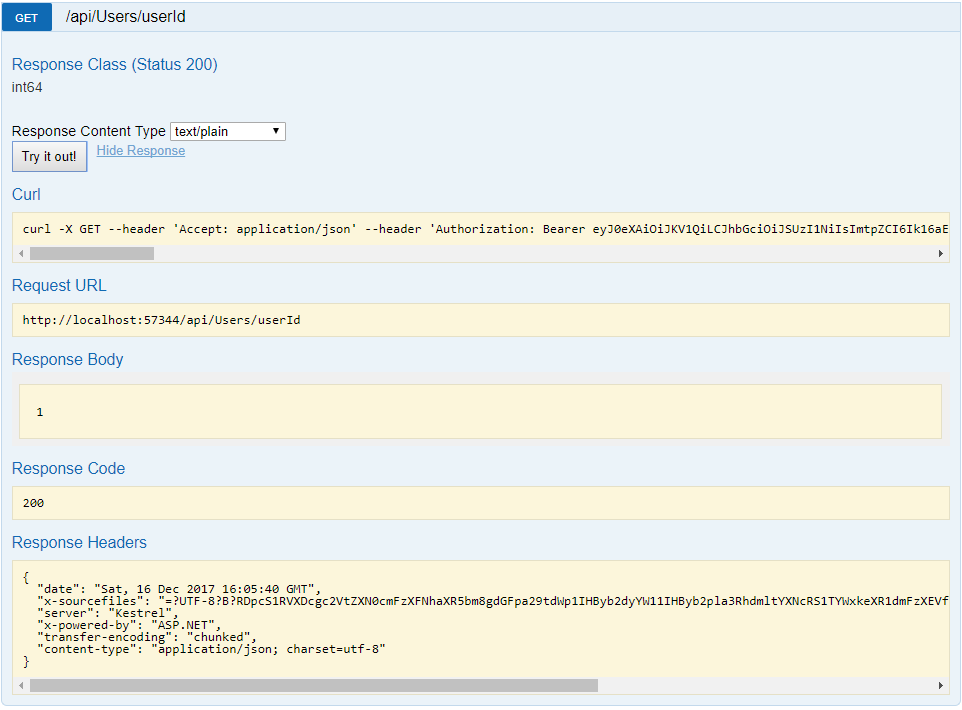 GET /api/Users/userId
Response Class (Status 200)
int64
Response Content Type text/plain
Try it out! Hide Response
Curl
curl -X GET --header 'Accept: application/json' --header 'Authorization: Bearer eyJ0eXAiOiJKV1QiLCJhbGciOiJSUzI1NiIsImtpZCI6Ik16aE
Request URL
http://localhost:57344/api/Users/userId
Response Body
1
Response Code
200
Response Headers
{
"date": "Sat, 16 Dec 2017 16:05:40 GMT",
"x-sourcefiles": "=?UTF-8?B?RDpcS1RVXDcgc2VtZXN0cmFzXFNhaXR5bm8gdGFpa29tdWp1IHByb2dyYW11IHByb2pla3RhdmltYXNcRS1TYWxkeXR1dmFzXEVf
"server": "Kestrel",
"x-powered-by": "ASP.NET",
"transfer-encoding": "chunked",
"content-type": "application/json; charset=utf-8"
}